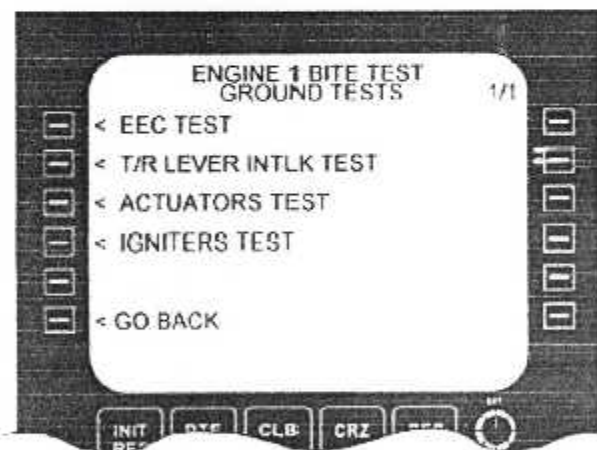 ENGINE 1 BITE TEST
GROUND TESTS 1/1
< EEC TEST
< T/R LEVER INTLK TEST
< ACTUATORS TEST
< IGNITERS TEST
< GO BACK
INIT CLB CRZ